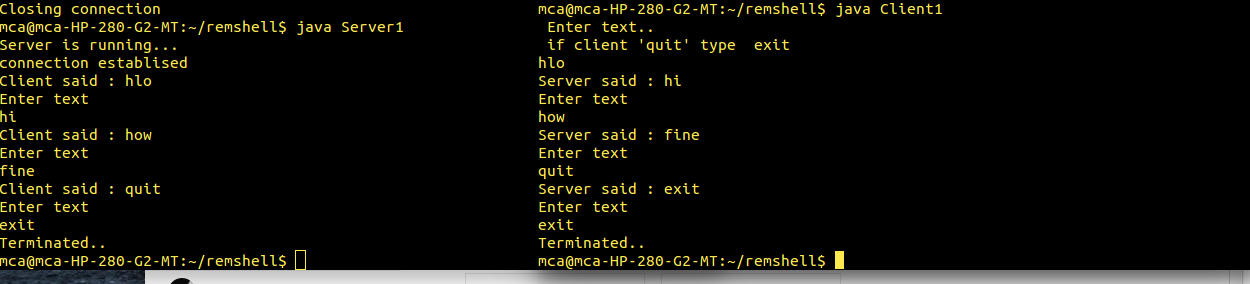 Closing connection
mca@mca-HP-280-G2-MT:~/remshell$ java Server1
Server is running...
connection establised
Client said : hlo
Enter text
hi
Client said : how
Enter text
fine
Client said : quit
Enter text
exit
Terminated..
mca@mca-HP-280-G2-MT:~/remshell$
mca@mca-HP-280-G2-MT:~/remshell$ java Client1
 Enter text..
 if client 'quit' type  exit
hlo
Server said : hi
Enter text
how
Server said : fine
Enter text
quit
Server said : exit
Enter text
exit
Terminated..
mca@mca-HP-280-G2-MT:~/remshell$